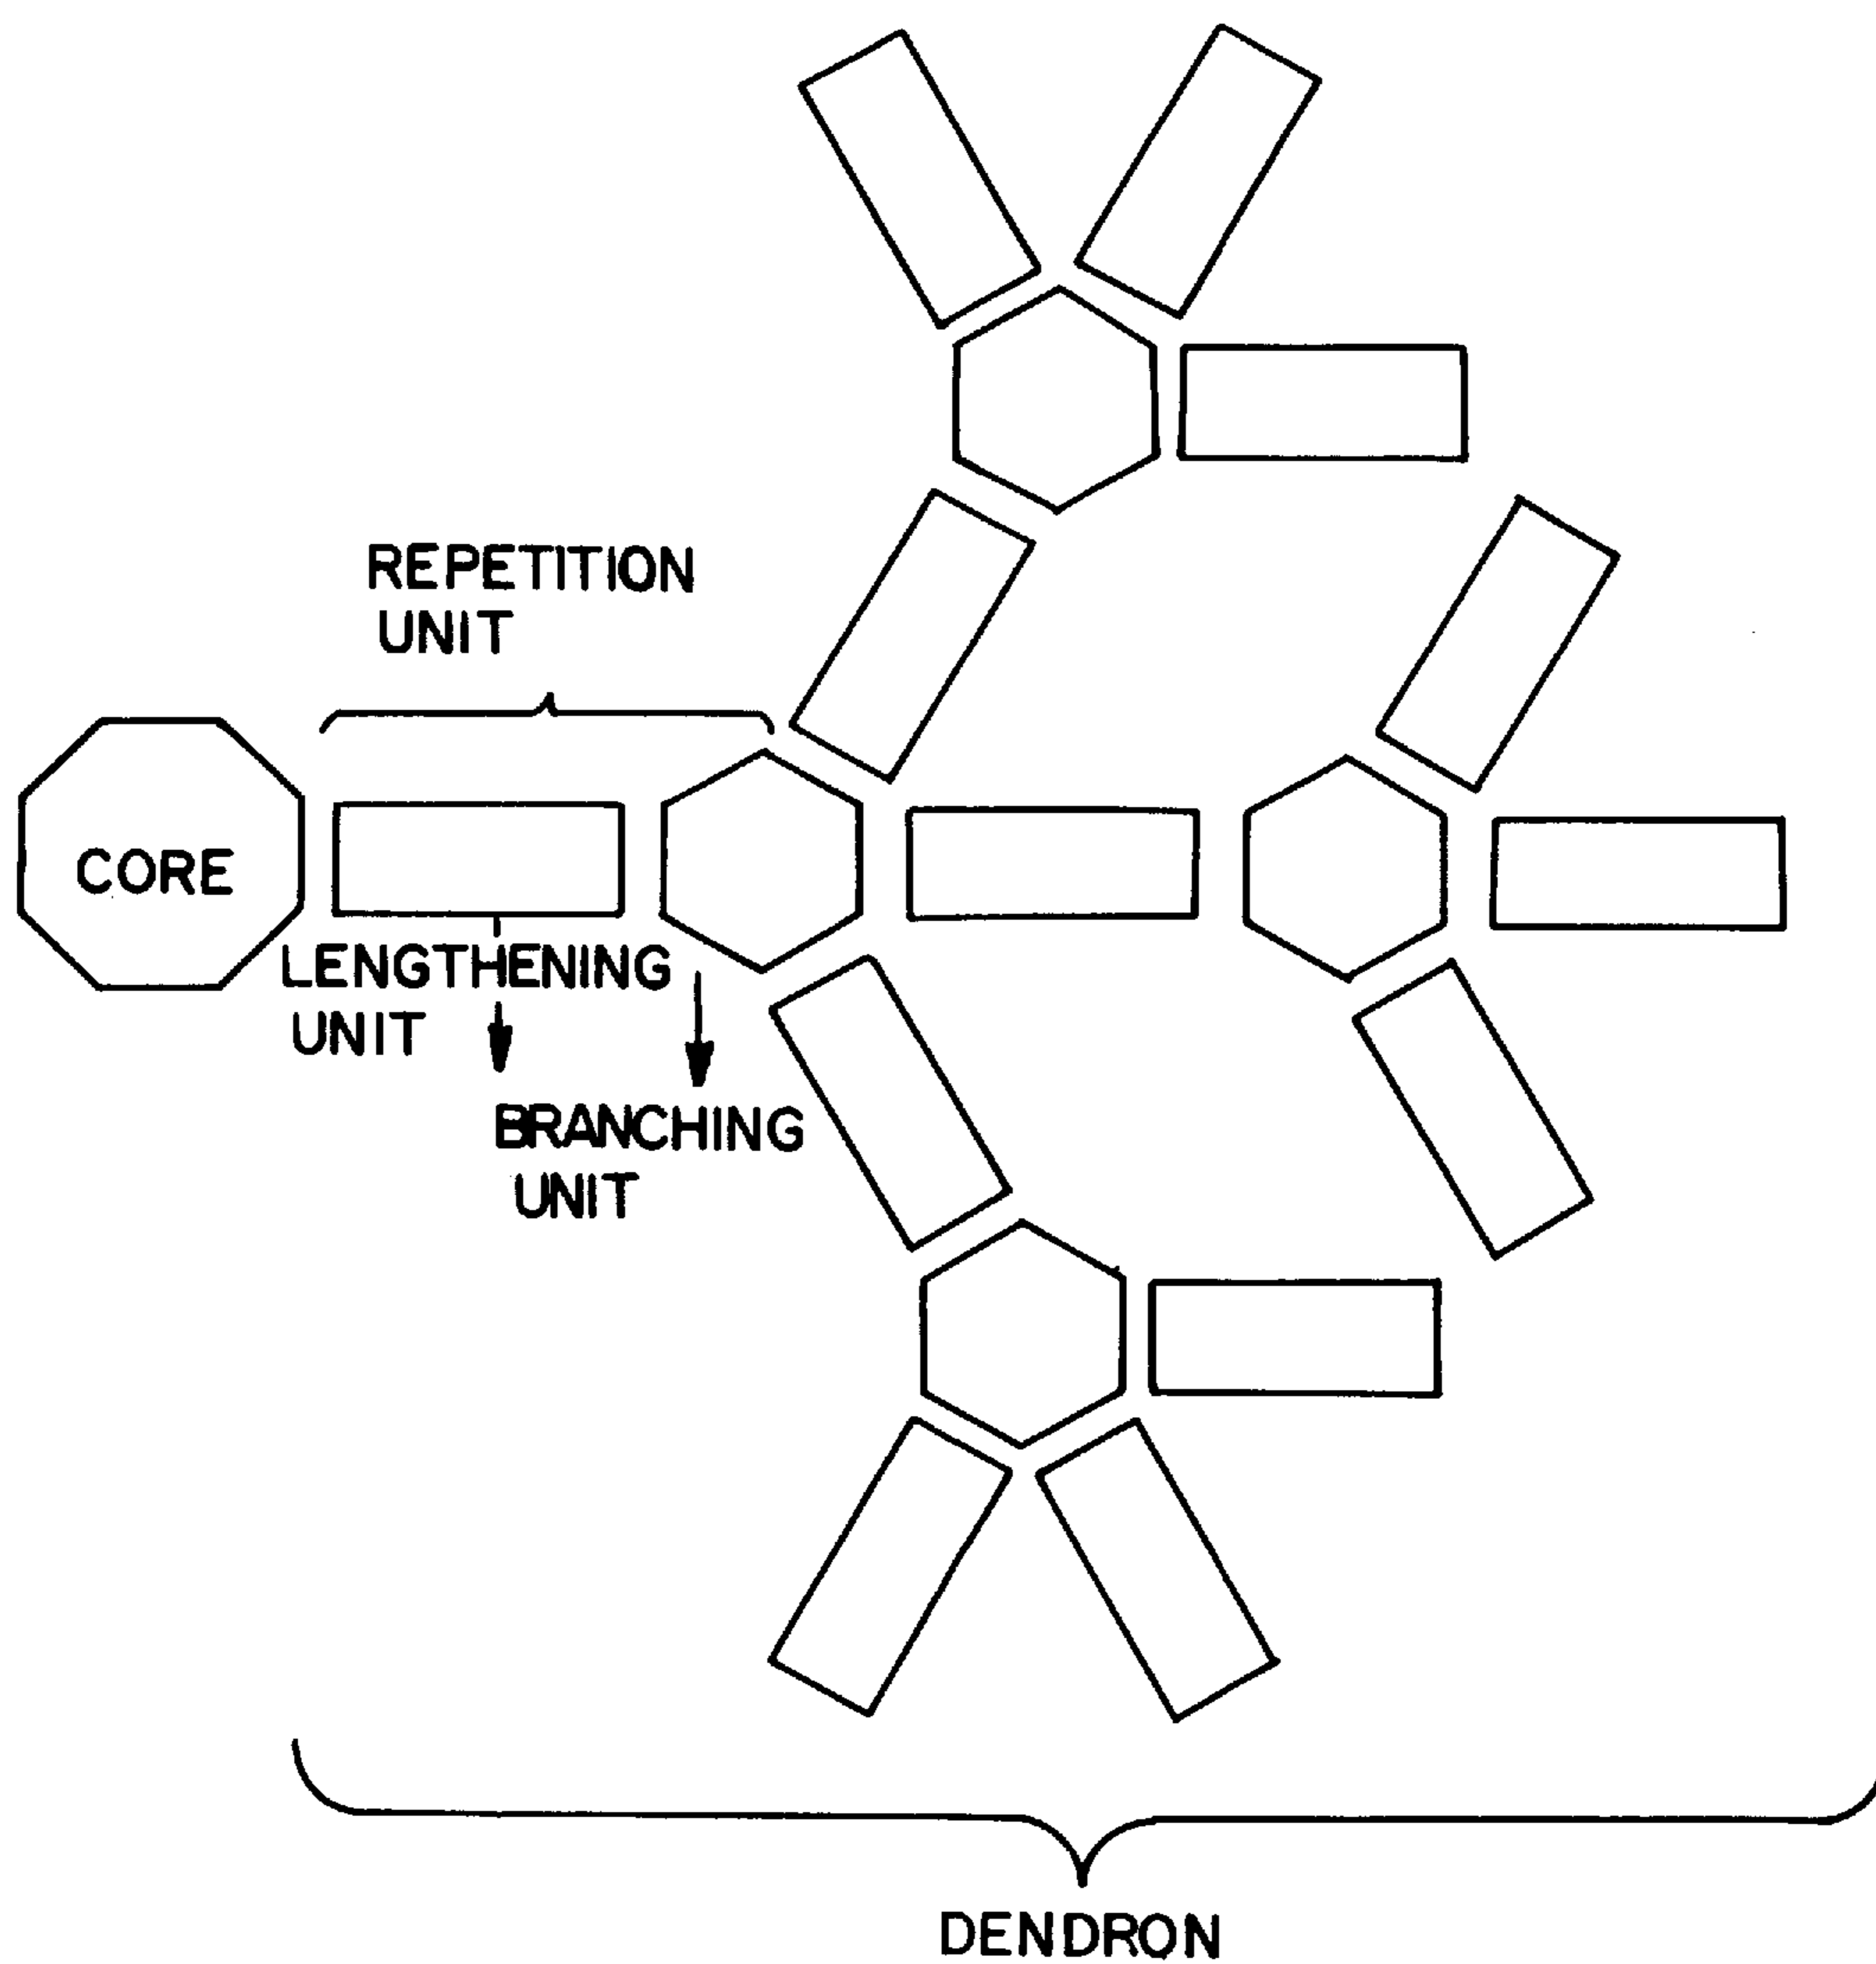 REPETITION
UNIT
CORE
LENGTHENING
UNIT
BRANCHING
UNIT
DENDRON